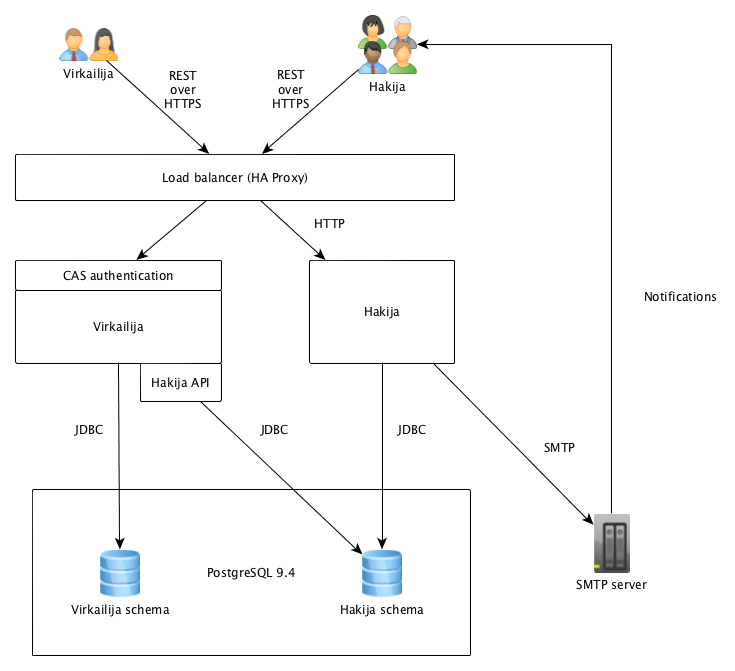 Virkailija
Hakija
REST
over
HTTPS
REST
over
HTTPS
Load balancer (HA Proxy)
HTTP
CAS authentication
Virkailija
Hakija
Hakija API
Notifications
JDBC
JDBC
JDBC
SMTP
PostgreSQL 9.4
SMTP server
Virkailija schema
Hakija schema